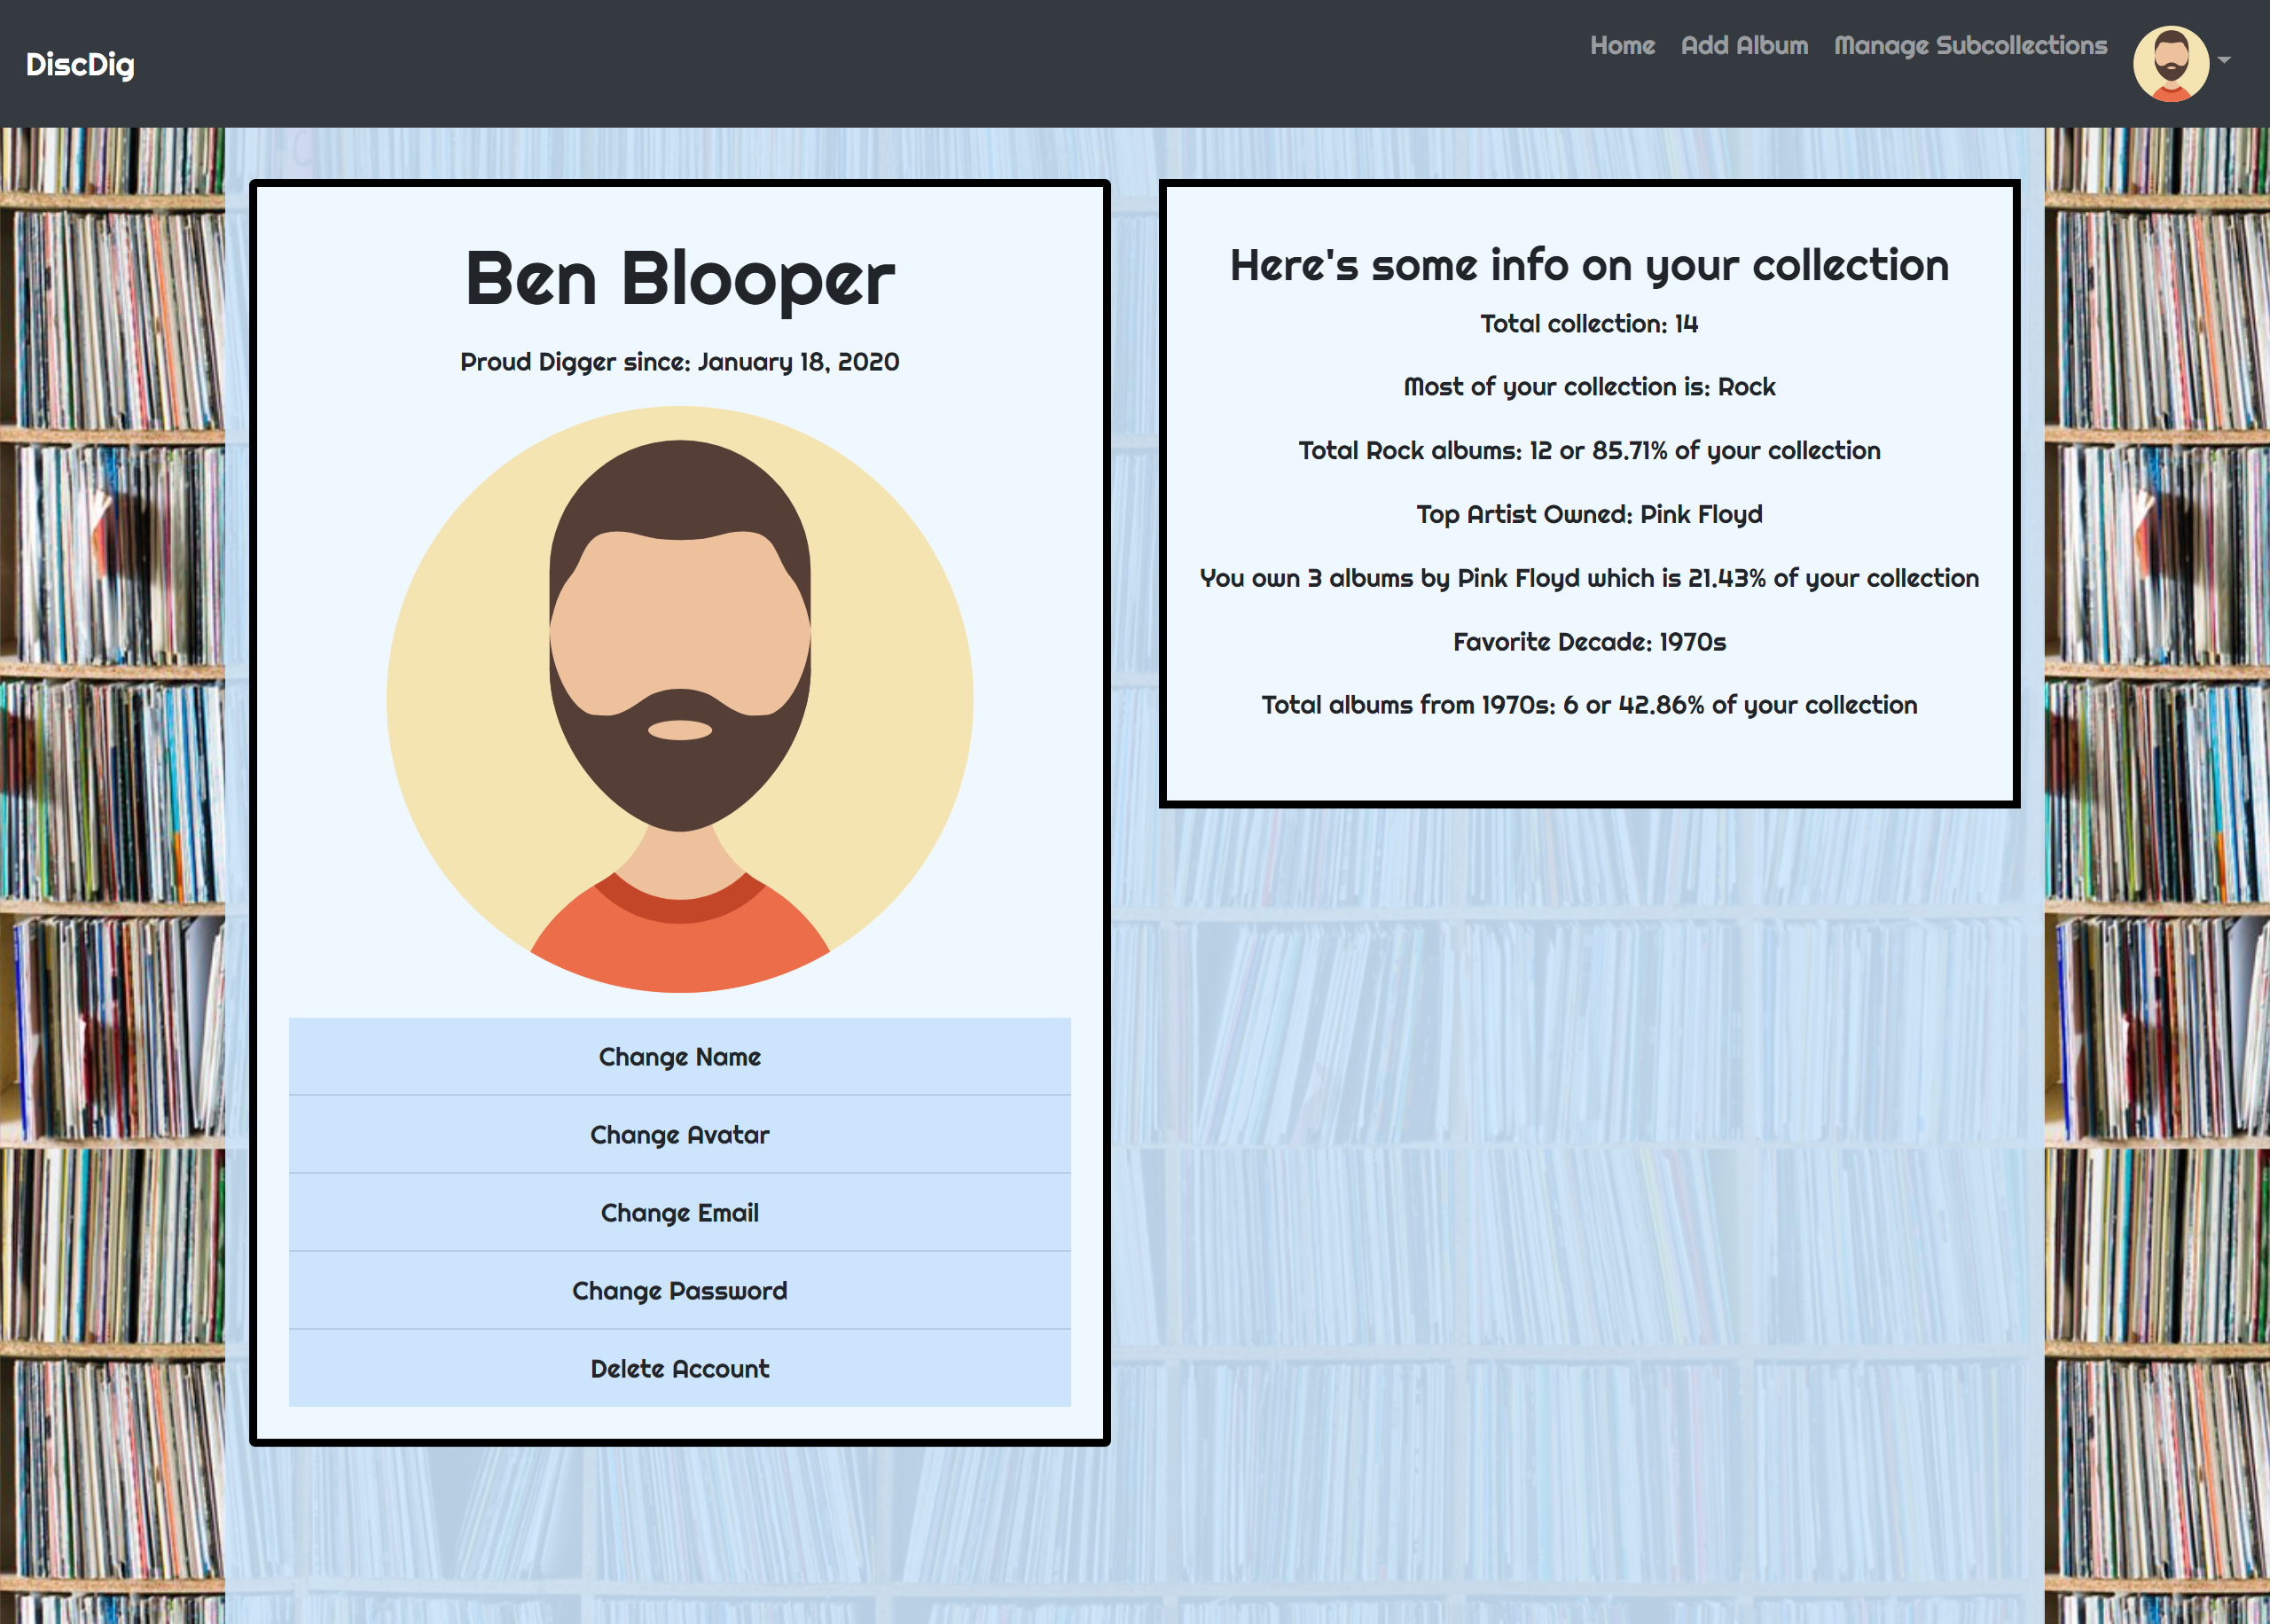 DiscDig
Home Add Album Manage Subcollections
Ben Blooper
Proud Digger since: January 18, 2020
Change Name
Change Avatar
Change Email
Change Password
Delete Account
Here's some info on your collection
Total collection: 14
Most of your collection is: Rock
Total Rock albums: 12 or 85.71% of your collection
Top Artist Owned: Pink Floyd
You own 3 albums by Pink Floyd which is 21.43% of your collection
Favorite Decade: 1970s
Total albums from 1970s: 6 or 42.86% of your collection